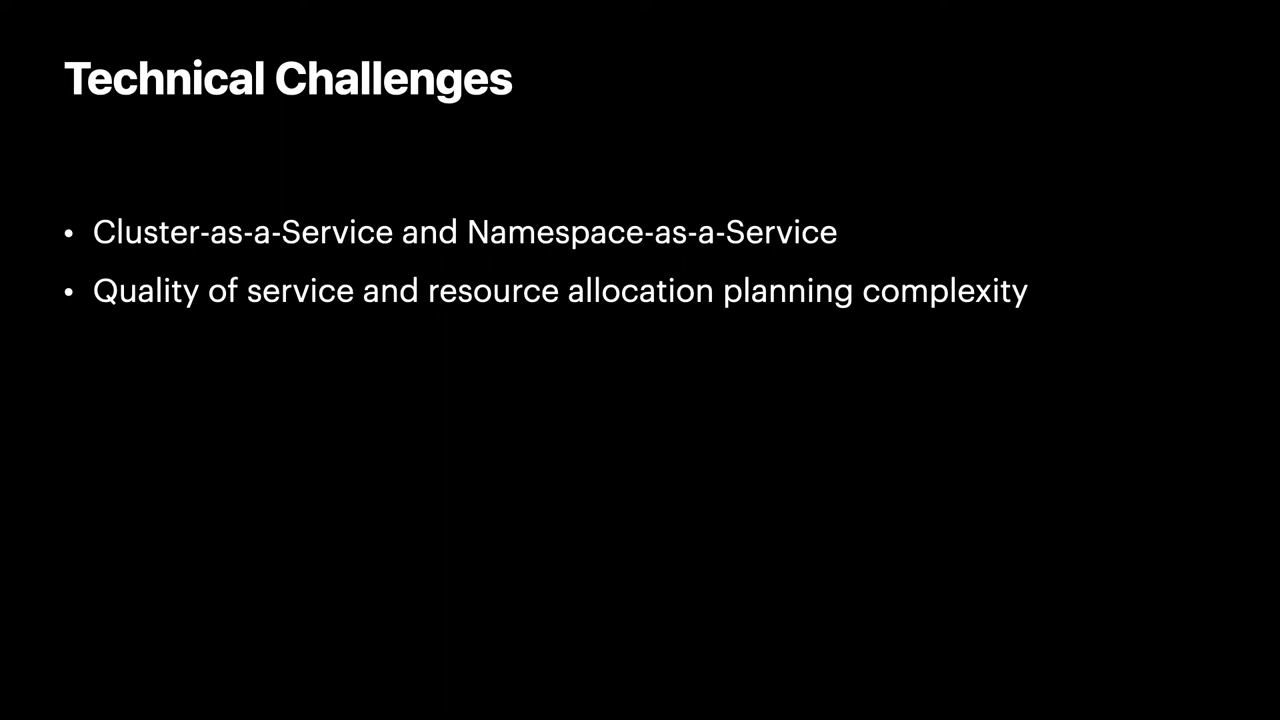 Technical Challenges
• Cluster-as-a-Service and Namespace-as-a-Service
• Quality of service and resource allocation planning complexity